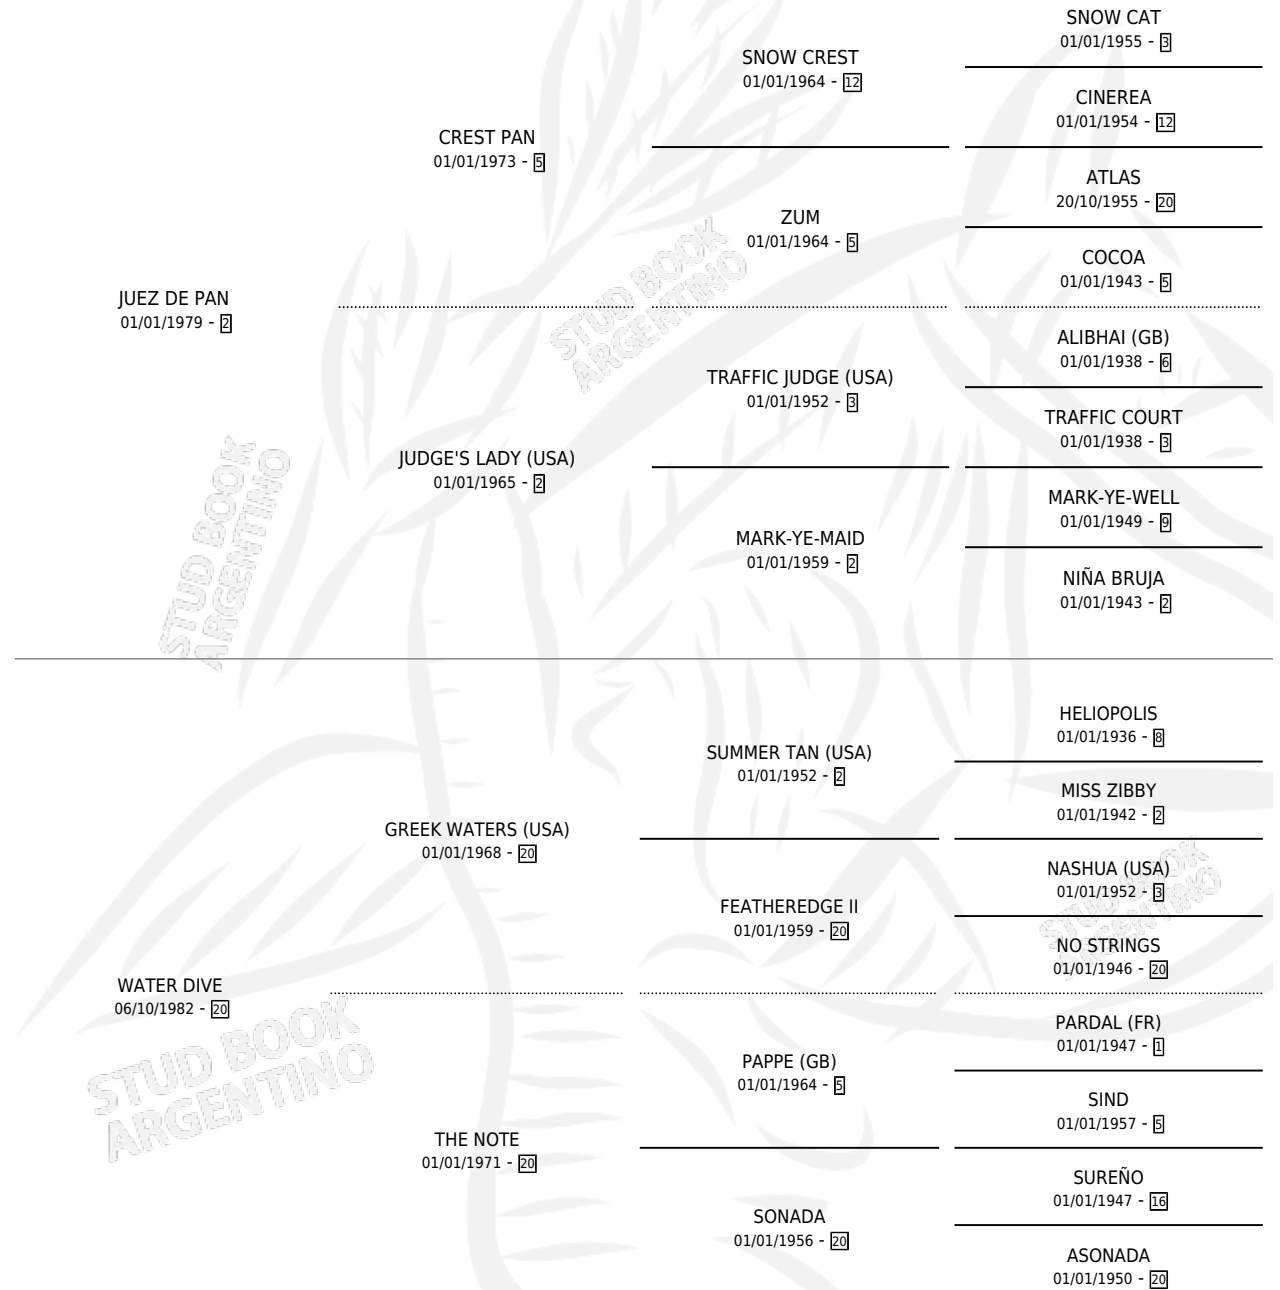 SNOW CAT
01/01/1955 - 3
SNOW CREST
01/01/1964 - 12
CINEREA
01/01/1954 - 12
CREST PAN
01/01/1973 - 5
ATLAS
20/10/1955 - 20
ZUM
01/01/1964 - 5
COCOA
01/01/1943 - 5
JUEZ DE PAN
01/01/1979 - 2
ALIBHAI (GB)
01/01/1938 - 6
TRAFFIC JUDGE (USA)
01/01/1952 - 3
TRAFFIC COURT
01/01/1938 - 3
JUDGE'S LADY (USA)
01/01/1965 - 2
MARK-YE-WELL
01/01/1949 - 9
MARK-YE-MAID
01/01/1959 - 2
NIÑA BRUJA
01/01/1943 - 2
HELIOPOLIS
01/01/1936 - 8
SUMMER TAN (USA)
01/01/1952 - 2
MISS ZIBBY
01/01/1942 - 2
GREEK WATERS (USA)
01/01/1968 - 20
NASHUA (USA)
01/01/1952 - 3
FEATHEREDGE II
01/01/1959 - 20
NO STRINGS
01/01/1946 - 20
WATER DIVE
06/10/1982 - 20
PARDAL (FR)
01/01/1947 - 1
PAPPE (GB)
01/01/1964 - 5
SIND
01/01/1957 - 5
THE NOTE
01/01/1971 - 20
SUREÑO
01/01/1947 - 16
SONADA
01/01/1956 - 20
ASONADA
01/01/1950 - 20
STUD BOOK
ARGENTINO
STUD BOOK
ARGENTINO
STUD BOOK
ARGENTINO
STUD BOOK
ARGENTINO